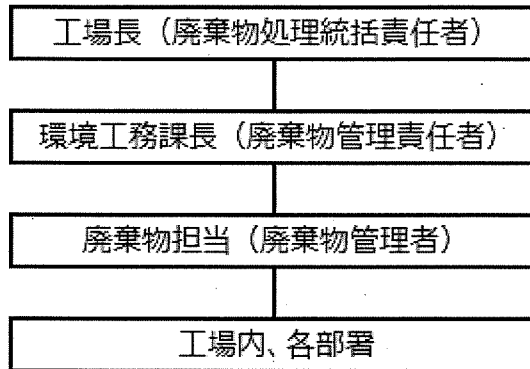 工場長（廃棄物処理統括責任者）
環境工務課長（廃棄物管理責任者）
廃棄物担当（廃棄物管理者）
工場内、各部署